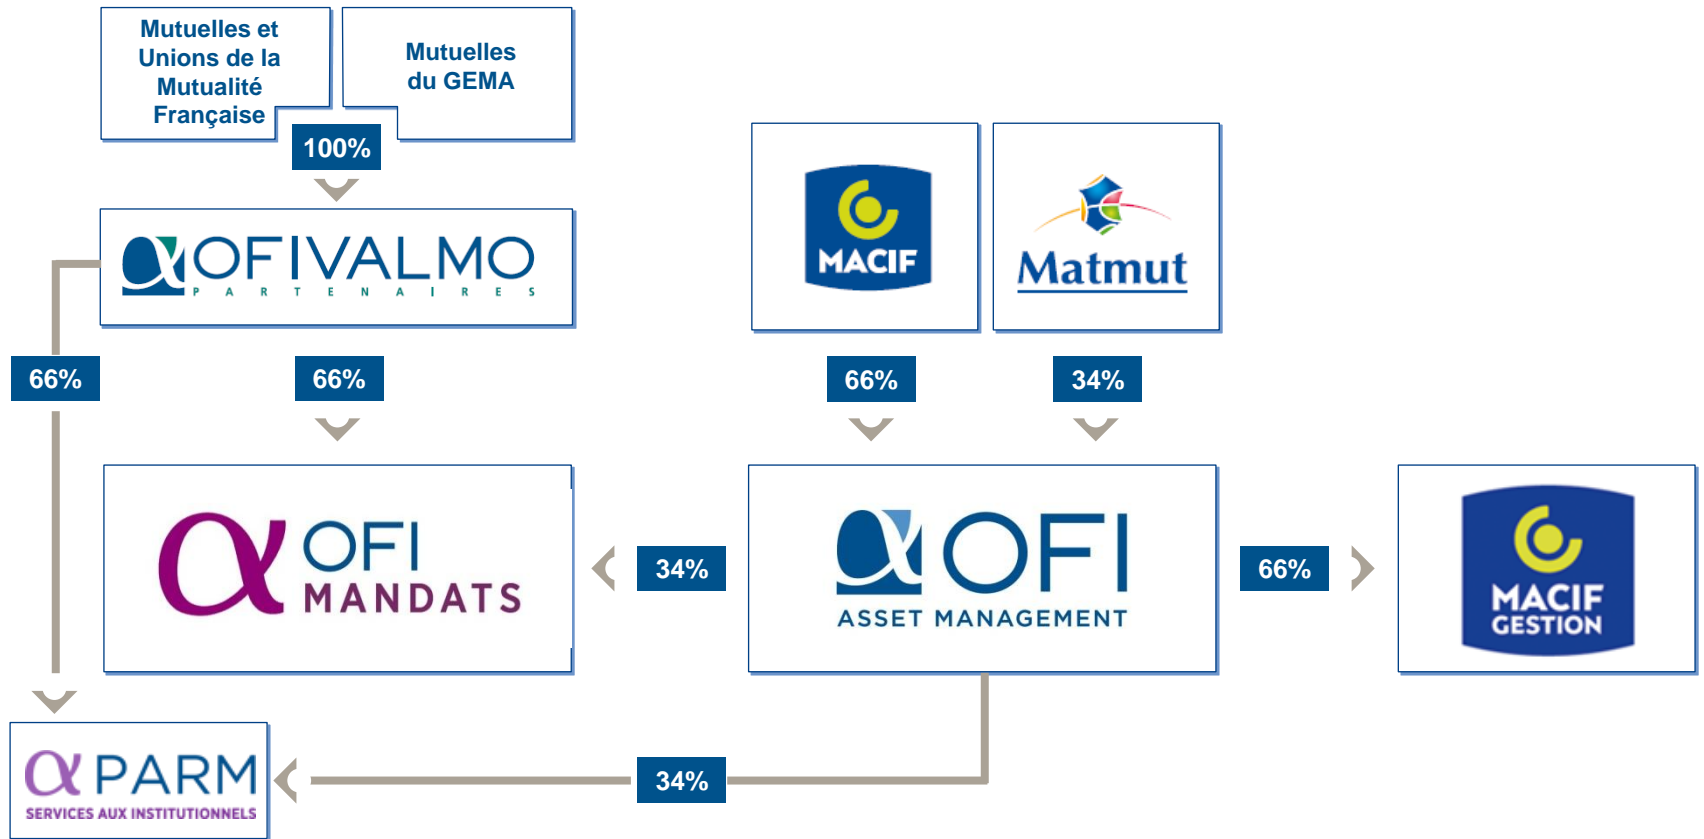 Mutuelles et
Unions de la
Mutualité
Française
Mutuelles
du GEMA
100%
OFIVALMO
PARTENAIRES
MACIF
Matmut
66%
66%
66%
34%
OFI
MANDATS
34%
OFI
ASSET MANAGEMENT
66%
MACIF
GESTION
α PARM
SERVICES AUX INSTITUTIONNELS
34%